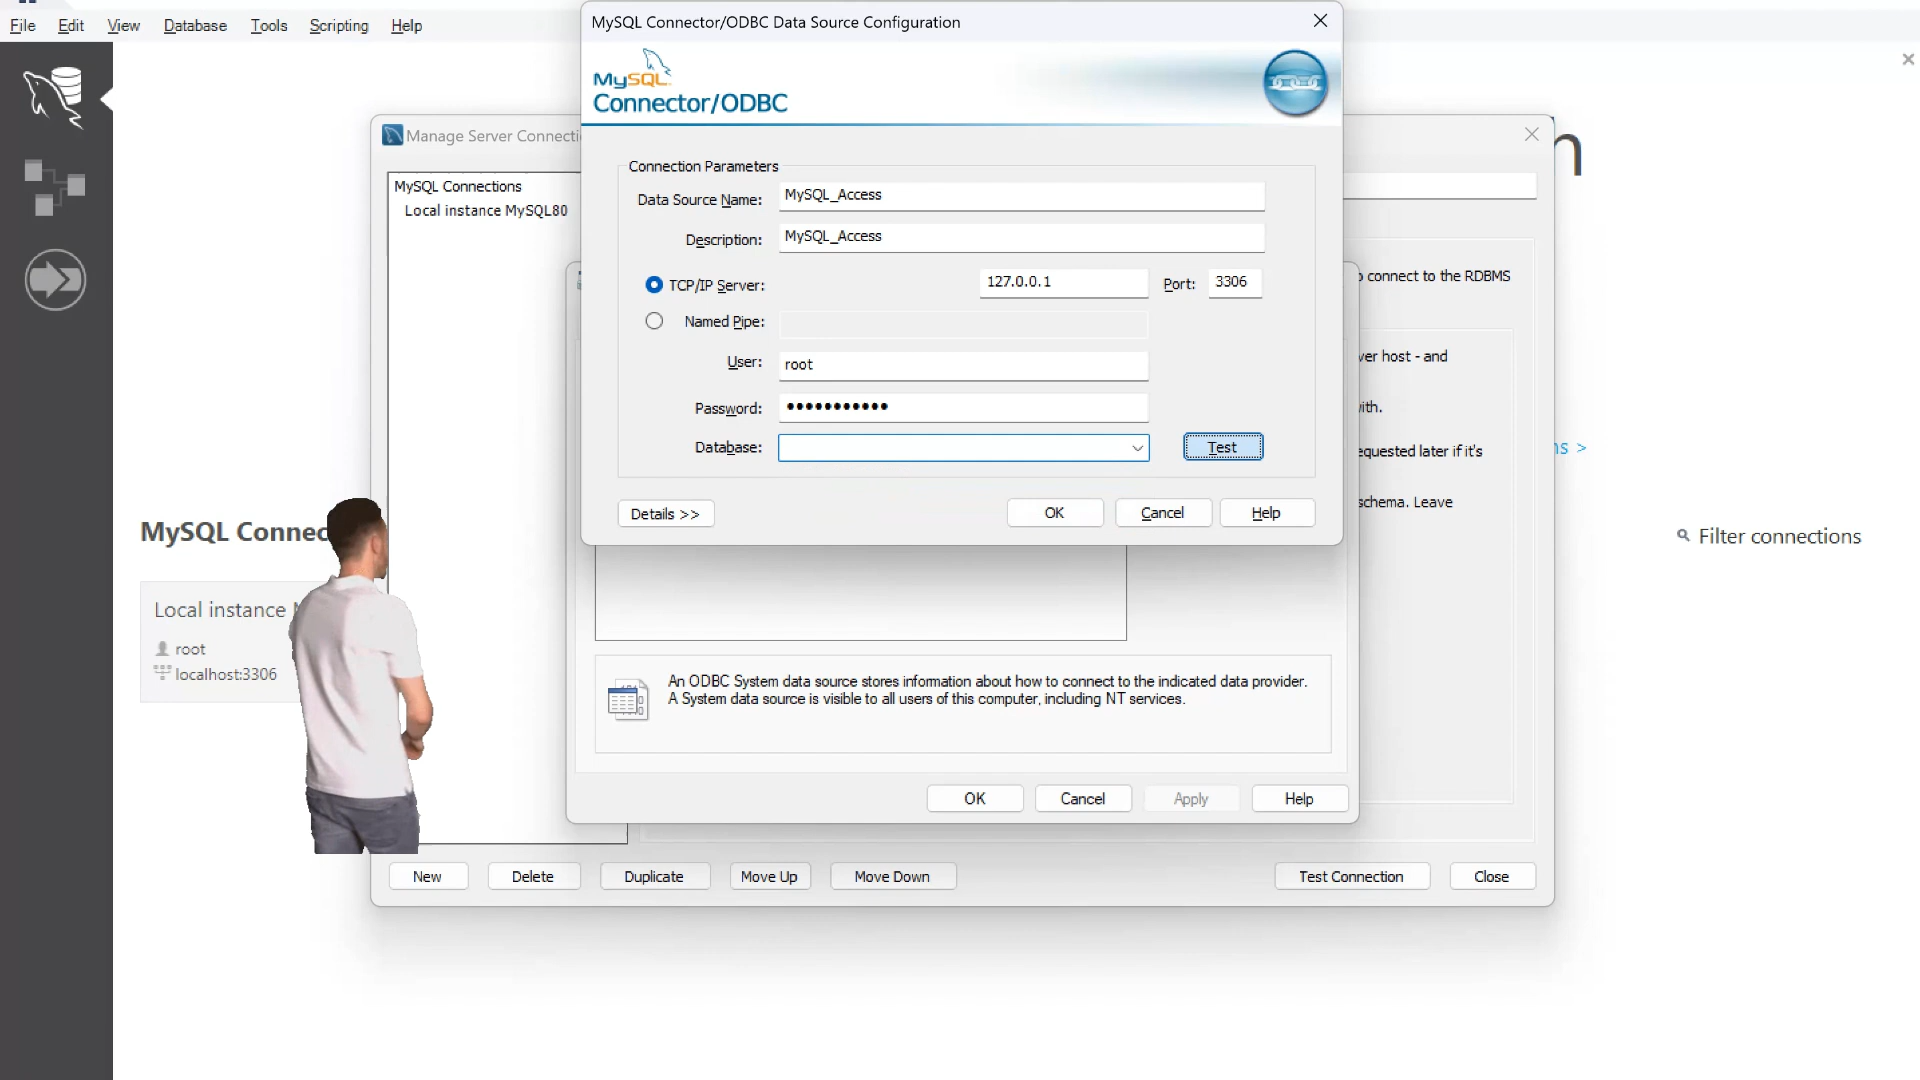 File Edit View Database Tools Scripting Help
MySQL Connector/ODBC Data Source Configuration
MySQL
Connector/ODBC
Manage Server Connecti
MySQL Connections
Local instance MySQL80
Connection Parameters
Data Source Name: MySQL_Access
Description: MySQL_Access
TCP/IP Server: 127.0.0.1 Port: 3306
Named Pipe:
User: root
Password: •••••••••••
Database: Test
Details >> OK Cancel Help
o connect to the RDBMS
ver host - and
with.
equested later if it's
schema. Leave
ns >
MySQL Connec
Filter connections
Local instance M
root
localhost:3306
An ODBC System data source stores information about how to connect to the indicated data provider.
A System data source is visible to all users of this computer, including NT services.
OK Cancel Apply Help
New Delete Duplicate Move Up Move Down Test Connection Close